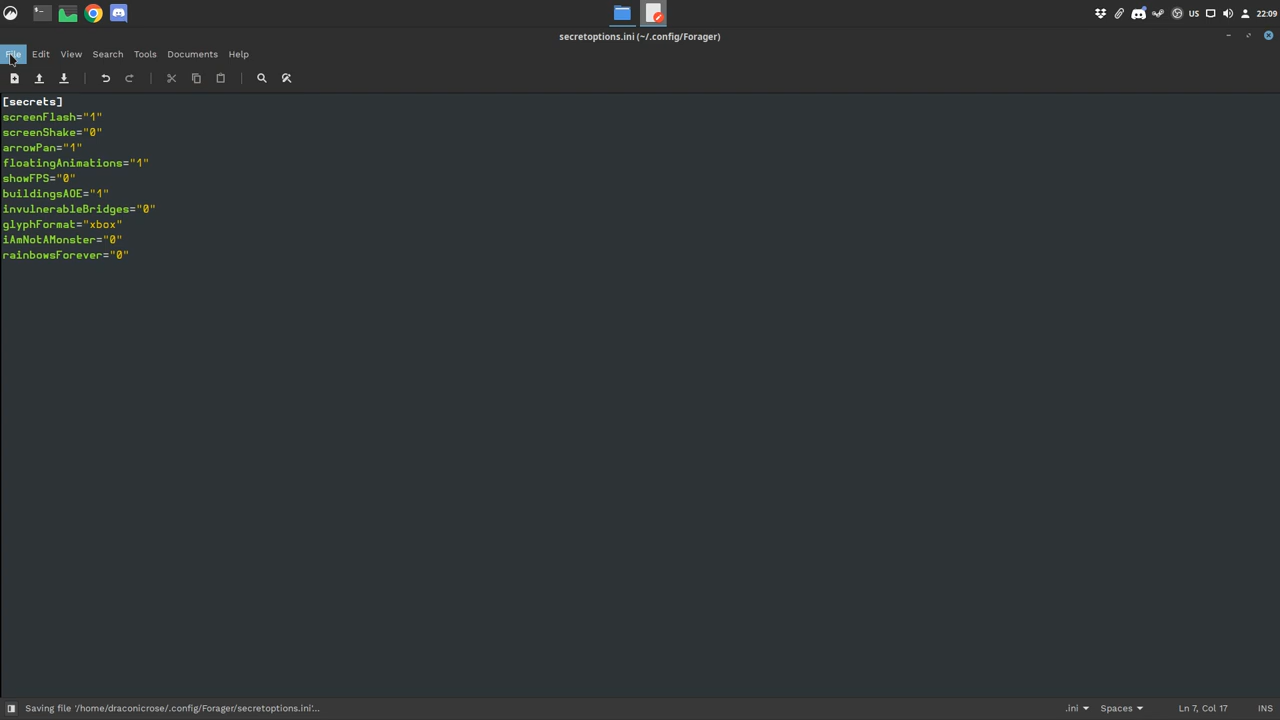 US 22:09
secretoptions.ini (~/.config/Forager)
File Edit View Search Tools Documents Help
[secrets]
screenFlash="1"
screenShake="0"
arrowPan="1"
floatingAnimations="1"
showFPS="0"
buildingsAOE="1"
invulnerableBridges="0"
glyphFormat="xbox"
iAmNotAMonster="0"
rainbowsForever="0"
Saving file '/home/draconicrose/.config/Forager/secretoptions.ini'... .ini Spaces Ln 7, Col 17 INS